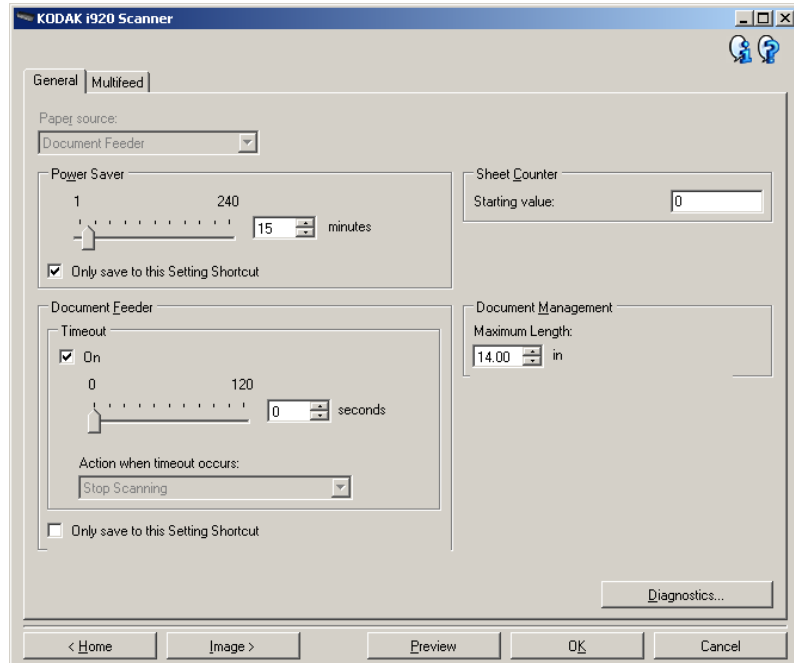 KODAK i920 Scanner
General Multifeed
Paper source:
Document Feeder
Power Saver
1 240
15 minutes
Only save to this Setting Shortcut
Sheet Counter
Starting value: 0
Document Feeder
Timeout
On
0 120
0 seconds
Action when timeout occurs:
Stop Scanning
Only save to this Setting Shortcut
Document Management
Maximum Length:
14.00 in
Diagnostics...
< Home Image > Preview OK Cancel